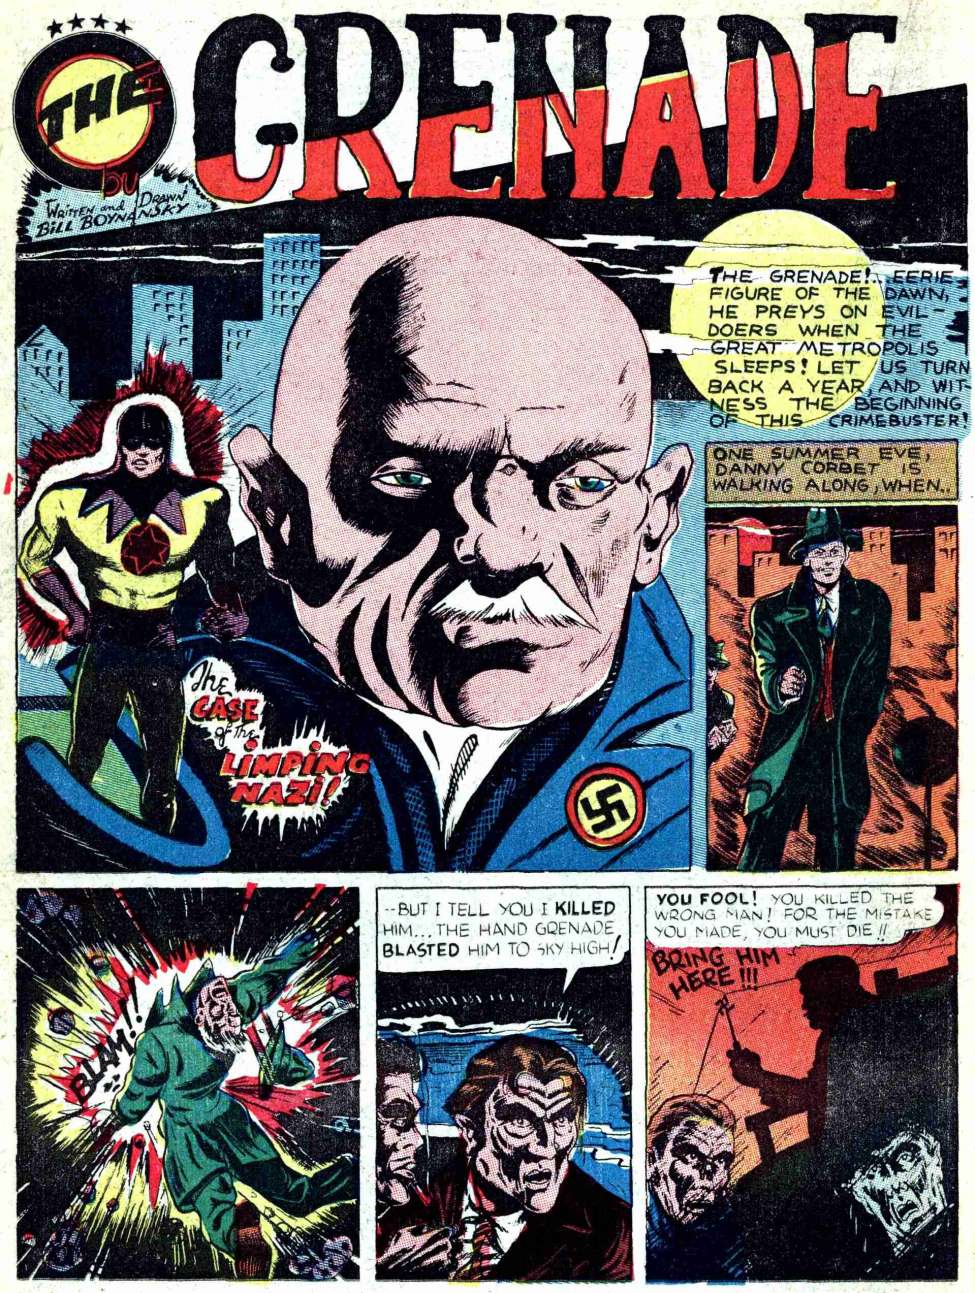 THE
GRENADE
by
WRITTEN and DRAWN
BILL BOYNANSKY...
THE GRENADE!.. EERIE
FIGURE OF THE DAWN,
HE PREYS ON EVIL-
DOERS WHEN THE
GREAT METROPOLIS
SLEEPS! LET US TURN
BACK A YEAR, AND WIT-
NESS THE BEGINNING
OF THIS CRIMEBUSTER!
ONE SUMMER EVE,
DANNY CORBET IS
WALKING ALONG, WHEN..
The
CASE
of the
LIMPING
NAZI!
BLAM!!
--BUT I TELL YOU I KILLED
HIM... THE HAND GRENADE
BLASTED HIM TO SKY HIGH!
YOU FOOL! YOU KILLED THE
WRONG MAN! FOR THE MISTAKE
YOU MADE, YOU MUST DIE!!
BRING HIM
HERE!!!